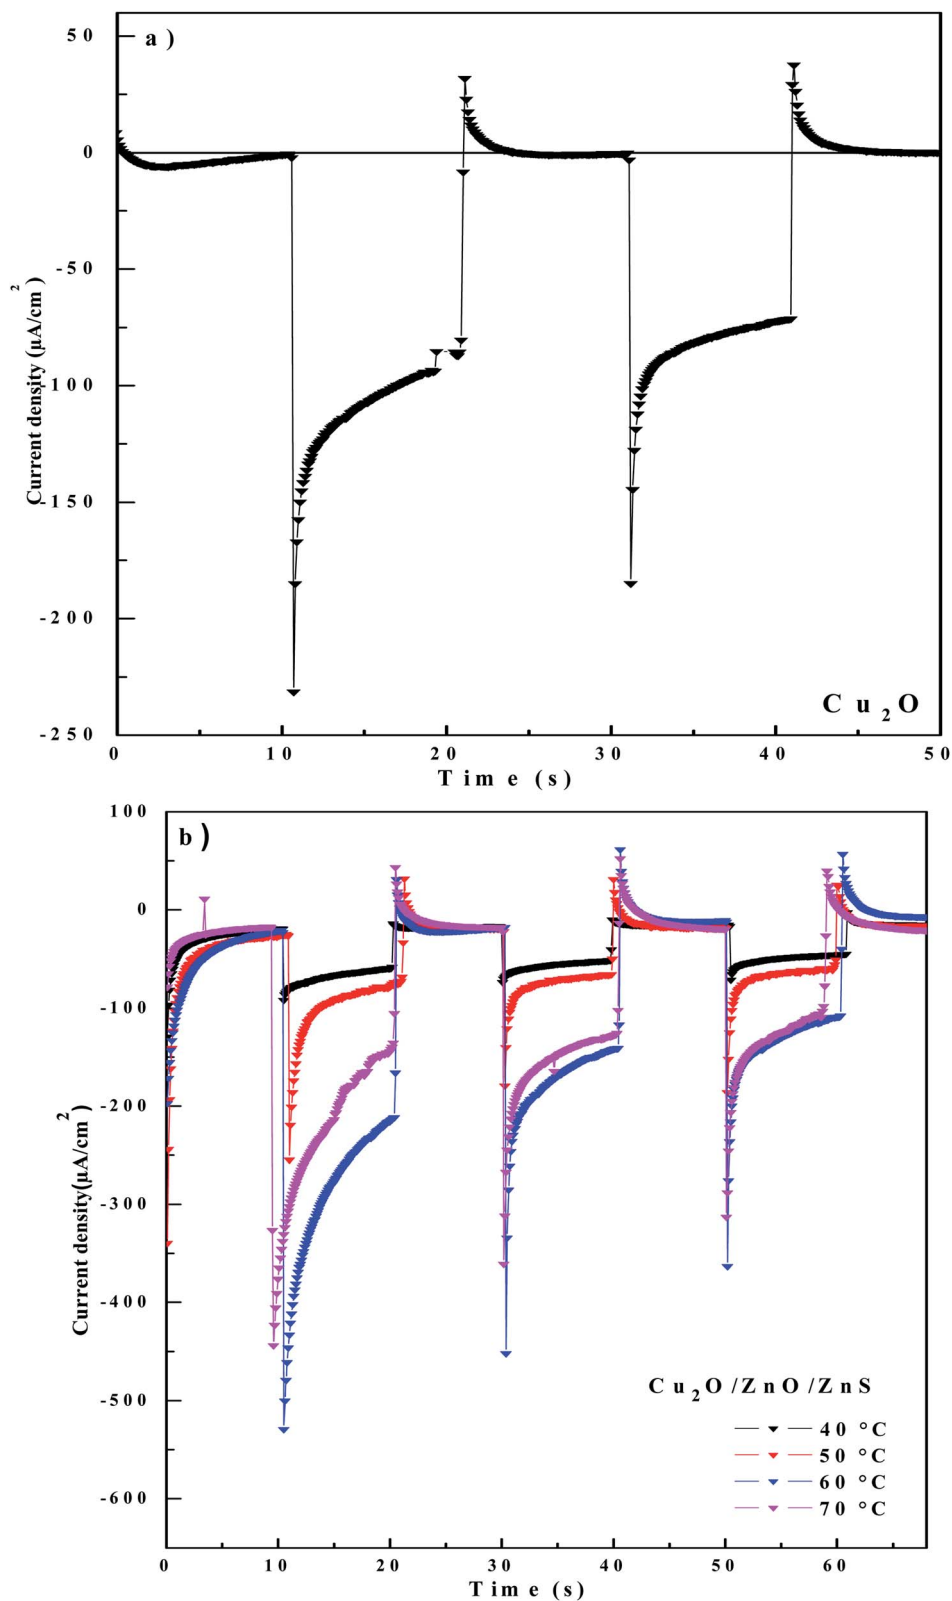 a)
50
0
-50
-100
-150
-200
-250
Current density (µA/cm²)
Cu₂O
0 10 20 30 40 50
Time (s)
b)
100
0
-100
-200
-300
-400
-500
-600
Current density(µA/cm²)
Cu₂O/ZnO/ZnS
40 °C
50 °C
60 °C
70 °C
0 10 20 30 40 50 60
Time (s)